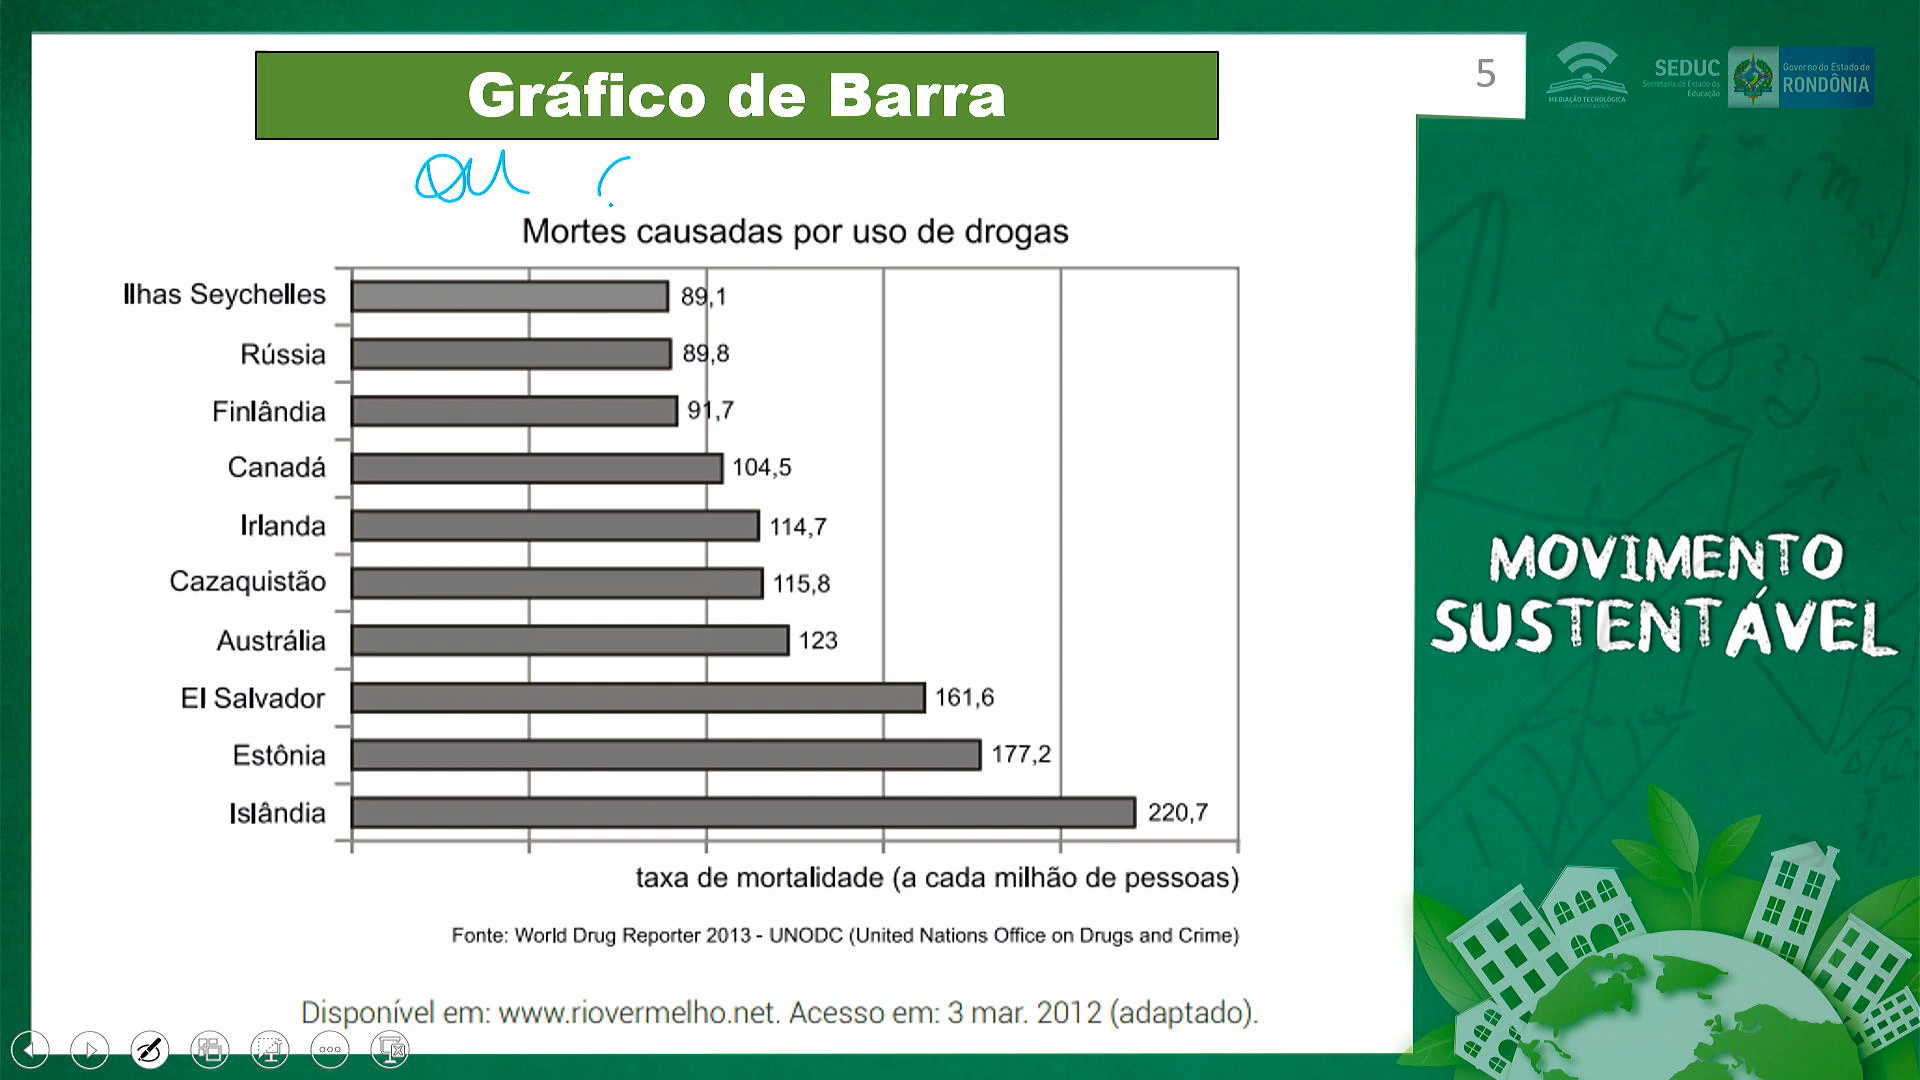 Gráfico de Barra
5
MEDIAÇÃO TECNOLÓGICA
SEDUC
Secretaria de Estado da
Educação
Governo do Estado de
RONDÔNIA
ou
Mortes causadas por uso de drogas
Ilhas Seychelles 89,1
Rússia 89,8
Finlândia 91,7
Canadá 104,5
Irlanda 114,7
Cazaquistão 115,8
Austrália 123
El Salvador 161,6
Estônia 177,2
Islândia 220,7
taxa de mortalidade (a cada milhão de pessoas)
Fonte: World Drug Reporter 2013 - UNODC (United Nations Office on Drugs and Crime)
Disponível em: www.riovermelho.net. Acesso em: 3 mar. 2012 (adaptado).
MOVIMENTO
SUSTENTÁVEL